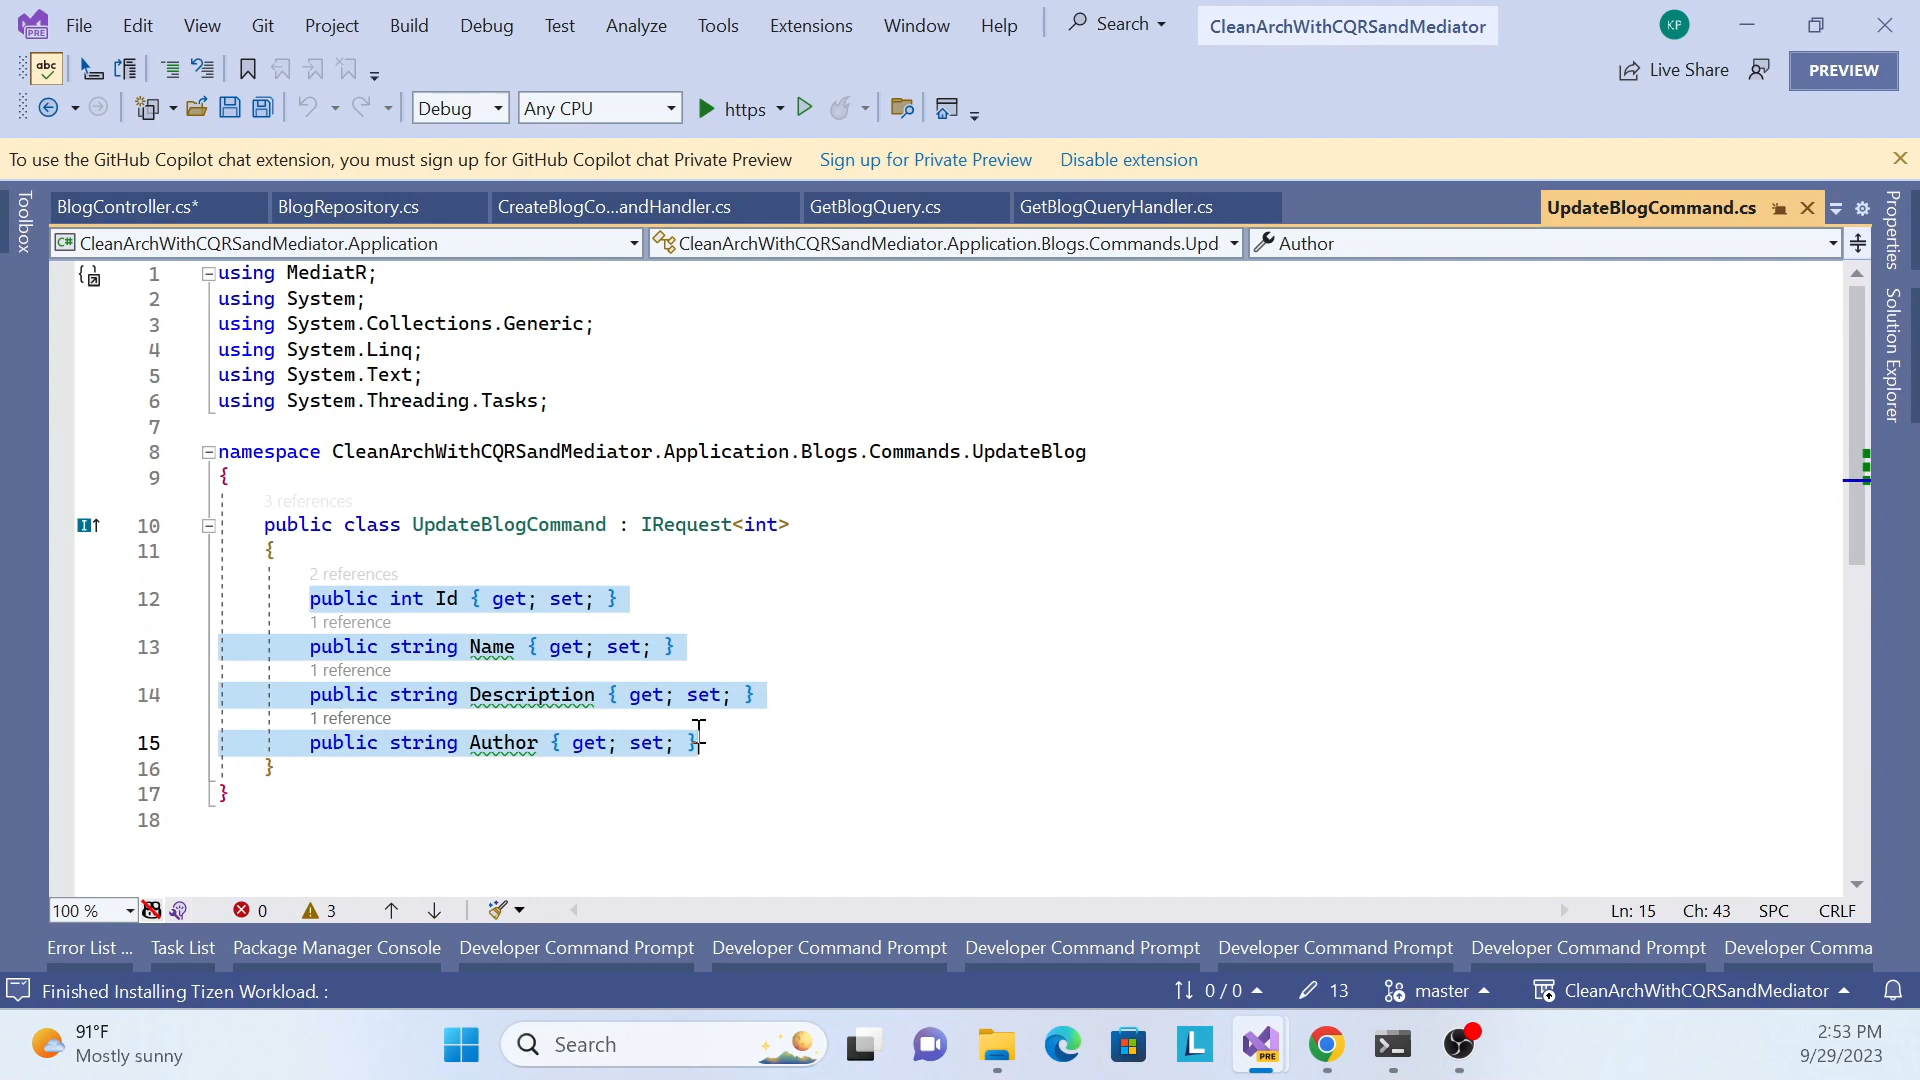 PRE
File Edit View Git Project Build Debug Test Analyze Tools Extensions Window Help Search CleanArchWithCQRSandMediator KP
abc Live Share PREVIEW
Debug Any CPU https
To use the GitHub Copilot chat extension, you must sign up for GitHub Copilot chat Private Preview Sign up for Private Preview Disable extension
Toolbox
BlogController.cs* BlogRepository.cs CreateBlogCo...andHandler.cs GetBlogQuery.cs GetBlogQueryHandler.cs UpdateBlogCommand.cs
C# CleanArchWithCQRSandMediator.Application CleanArchWithCQRSandMediator.Application.Blogs.Commands.Upd Author
Properties
Solution Explorer
1 using MediatR;
2 using System;
3 using System.Collections.Generic;
4 using System.Linq;
5 using System.Text;
6 using System.Threading.Tasks;
7
8 namespace CleanArchWithCQRSandMediator.Application.Blogs.Commands.UpdateBlog
9 {
3 references
10 public class UpdateBlogCommand : IRequest<int>
11 {
2 references
12 public int Id { get; set; }
1 reference
13 public string Name { get; set; }
1 reference
14 public string Description { get; set; }
1 reference
15 public string Author { get; set; }
16 }
17 }
18
100 % 0 3 Ln: 15 Ch: 43 SPC CRLF
Error List ... Task List Package Manager Console Developer Command Prompt Developer Command Prompt Developer Command Prompt Developer Command Prompt Developer Command Prompt Developer Comma
Finished Installing Tizen Workload. : 0 / 0 13 master CleanArchWithCQRSandMediator
91°F
Mostly sunny
Search
L
PRE
2:53 PM
9/29/2023